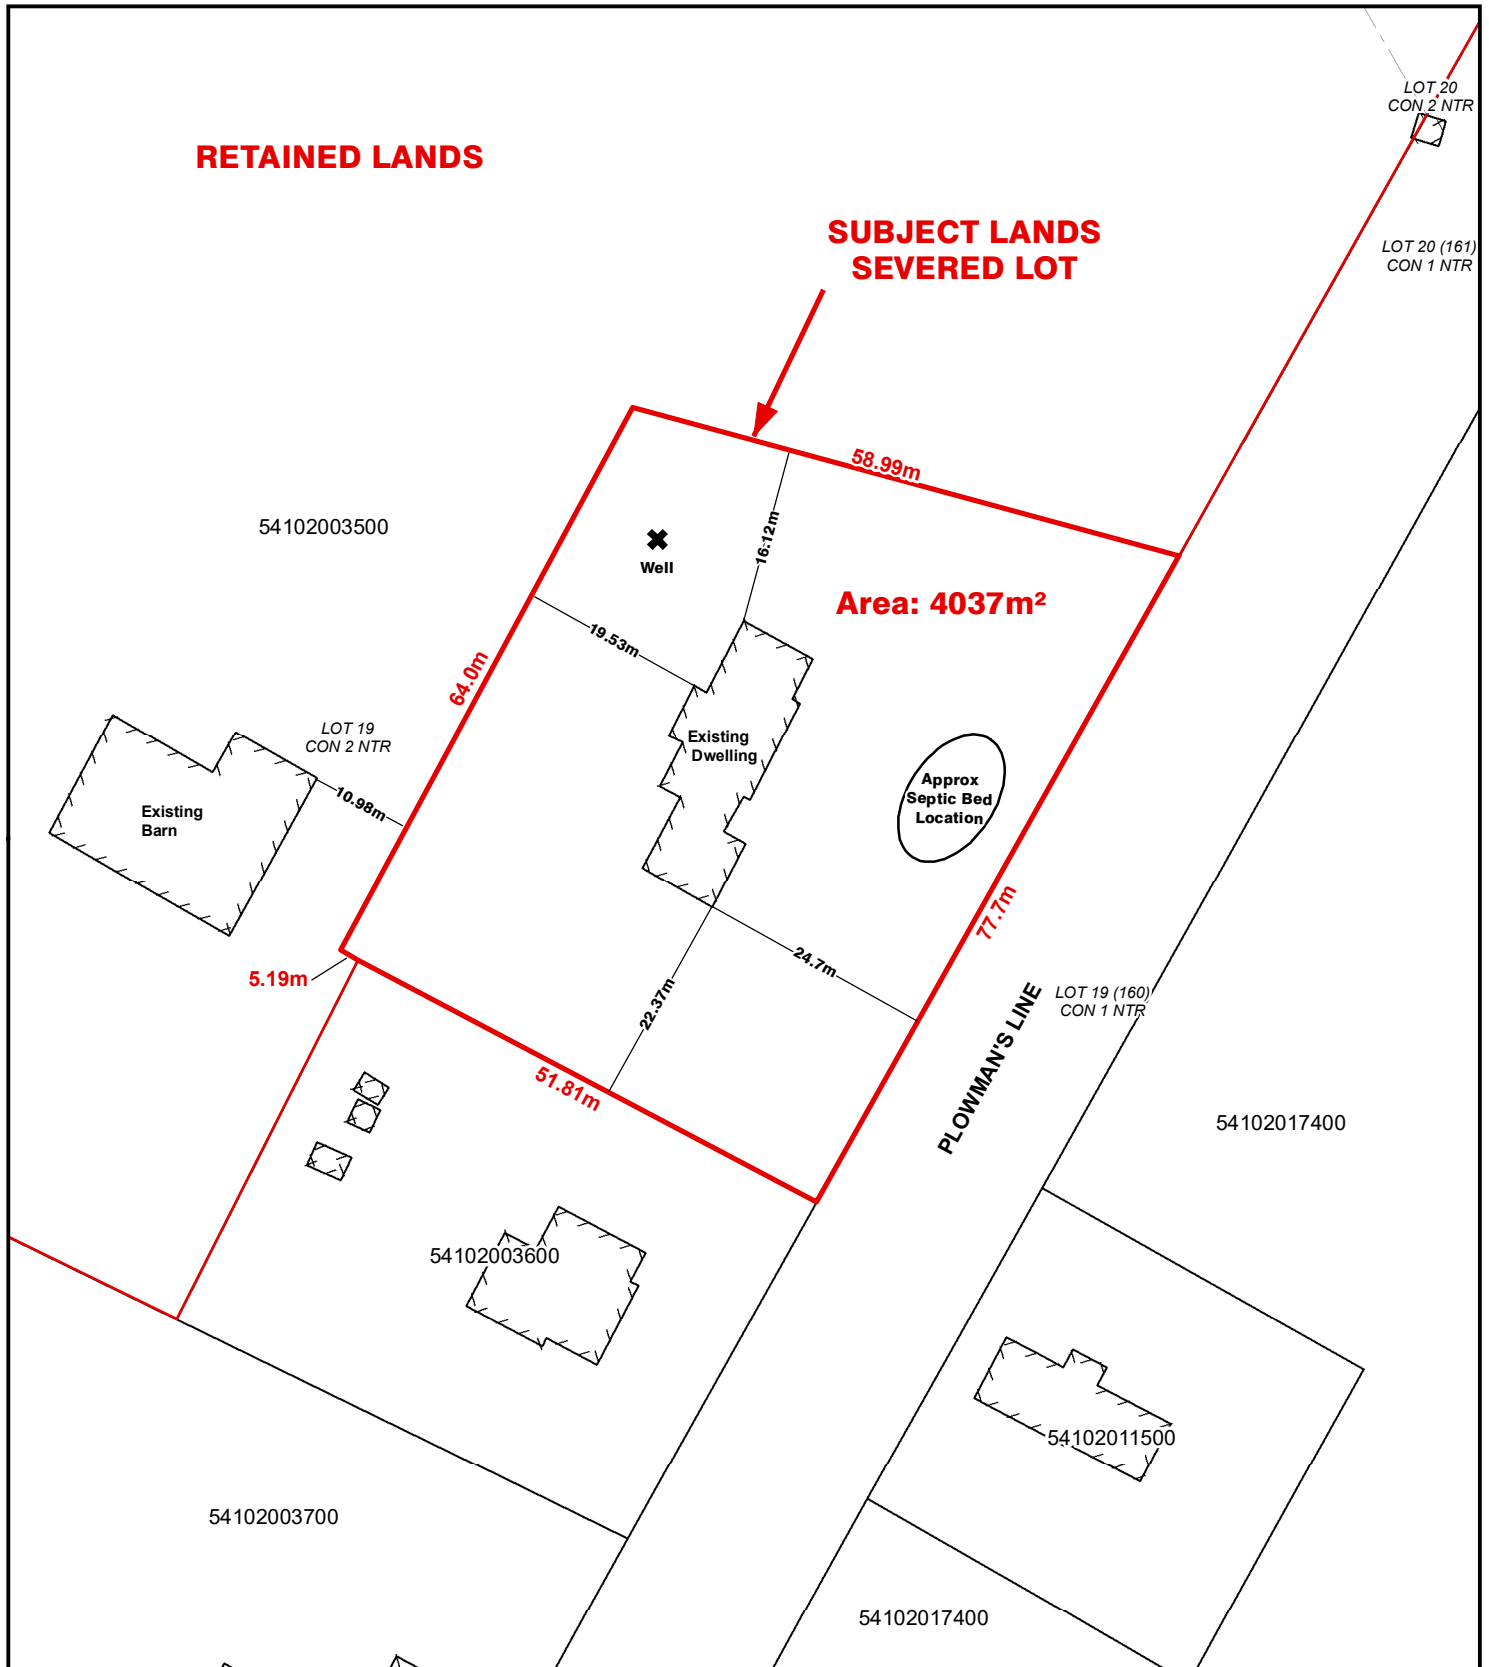 LOT 20
CON 2 NTR
RETAINED LANDS
SUBJECT LANDS
SEVERED LOT
LOT 20 (161)
CON 1 NTR
58.99m
54102003500
16.12m
Well
Area: 4037m²
19.53m
64.0m
LOT 19
CON 2 NTR
Existing
Dwelling
Approx
Septic Bed
Location
10.98m
Existing
Barn
77.7m
24.7m
5.19m
22.37m
LOT 19 (160)
CON 1 NTR
PLOWMAN'S LINE
51.81m
54102017400
54102003600
54102011500
54102003700
54102017400